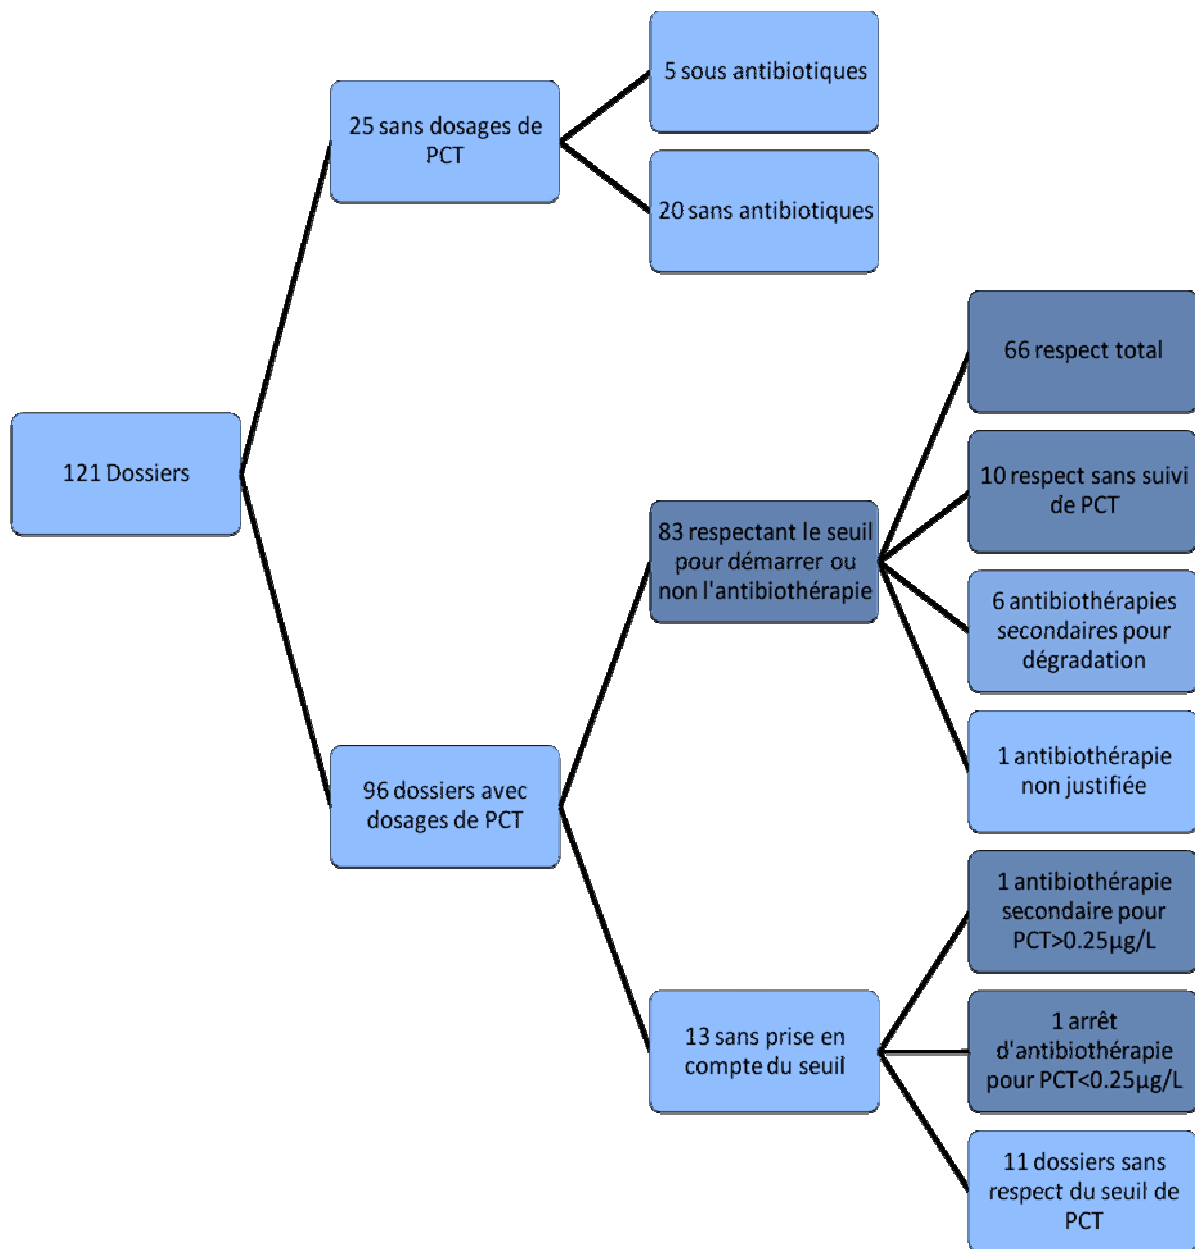 121 Dossiers
25 sans dosages de
PCT
5 sous antibiotiques
20 sans antibiotiques
96 dossiers avec
dosages de PCT
83 respectant le seuil
pour démarrer ou
non l'antibiothérapie
66 respect total
10 respect sans suivi
de PCT
6 antibiothérapies
secondaires pour
dégradation
1 antibiothérapie
non justifiée
13 sans prise en
compte du seuil
1 antibiothérapie
secondaire pour
PCT>0.25µg/L
1 arrêt
d'antibiothérapie
pour PCT<0.25µg/L
11 dossiers sans
respect du seuil de
PCT